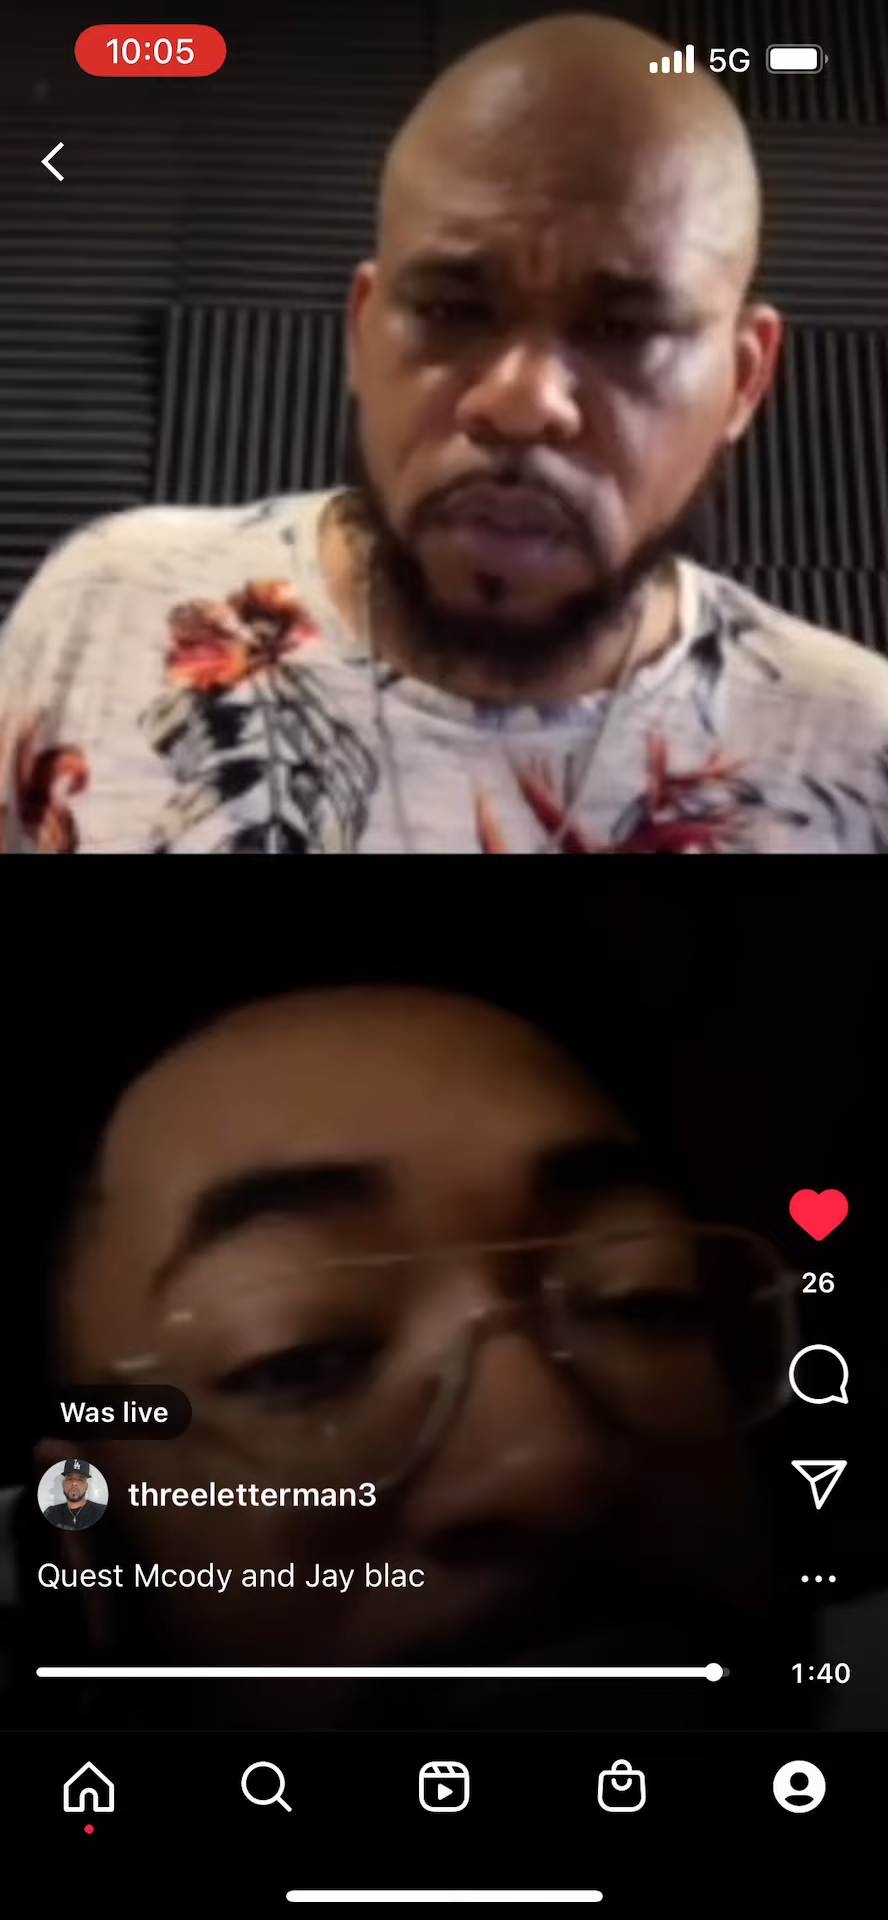 10:05
5G
26
Was live
threeletterman3
Quest Mcody and Jay blac
1:40